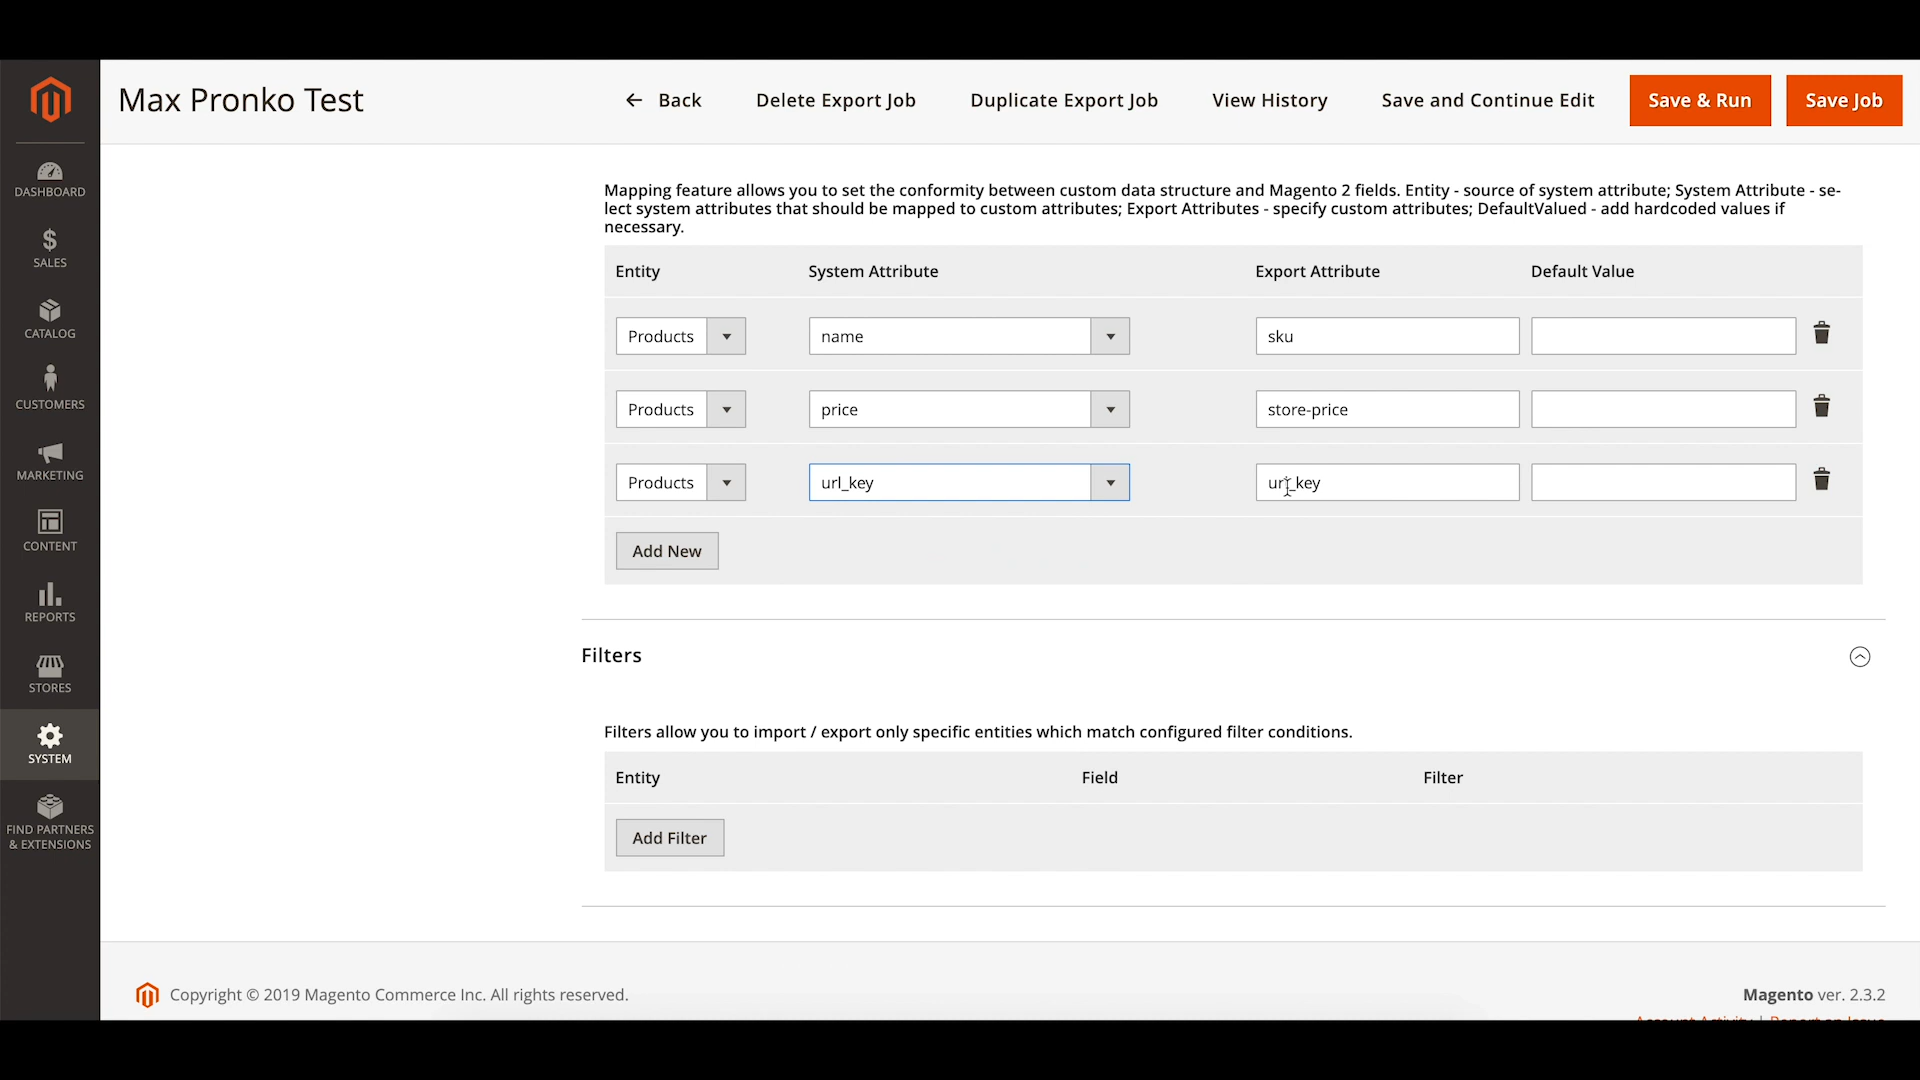 Max Pronko Test
Back
Delete Export Job
Duplicate Export Job
View History
Save and Continue Edit
Save & Run
Save Job
DASHBOARD
SALES
CATALOG
CUSTOMERS
MARKETING
CONTENT
REPORTS
STORES
SYSTEM
FIND PARTNERS
& EXTENSIONS
Mapping feature allows you to set the conformity between custom data structure and Magento 2 fields. Entity - source of system attribute; System Attribute - se-
lect system attributes that should be mapped to custom attributes; Export Attributes - specify custom attributes; DefaultValued - add hardcoded values if
necessary.
Entity System Attribute Export Attribute Default Value
Products name sku
Products price store-price
Products url_key url_key
Add New
Filters
Filters allow you to import / export only specific entities which match configured filter conditions.
Entity Field Filter
Add Filter
Copyright © 2019 Magento Commerce Inc. All rights reserved.
Magento ver. 2.3.2
Account Activity | Report an Issue